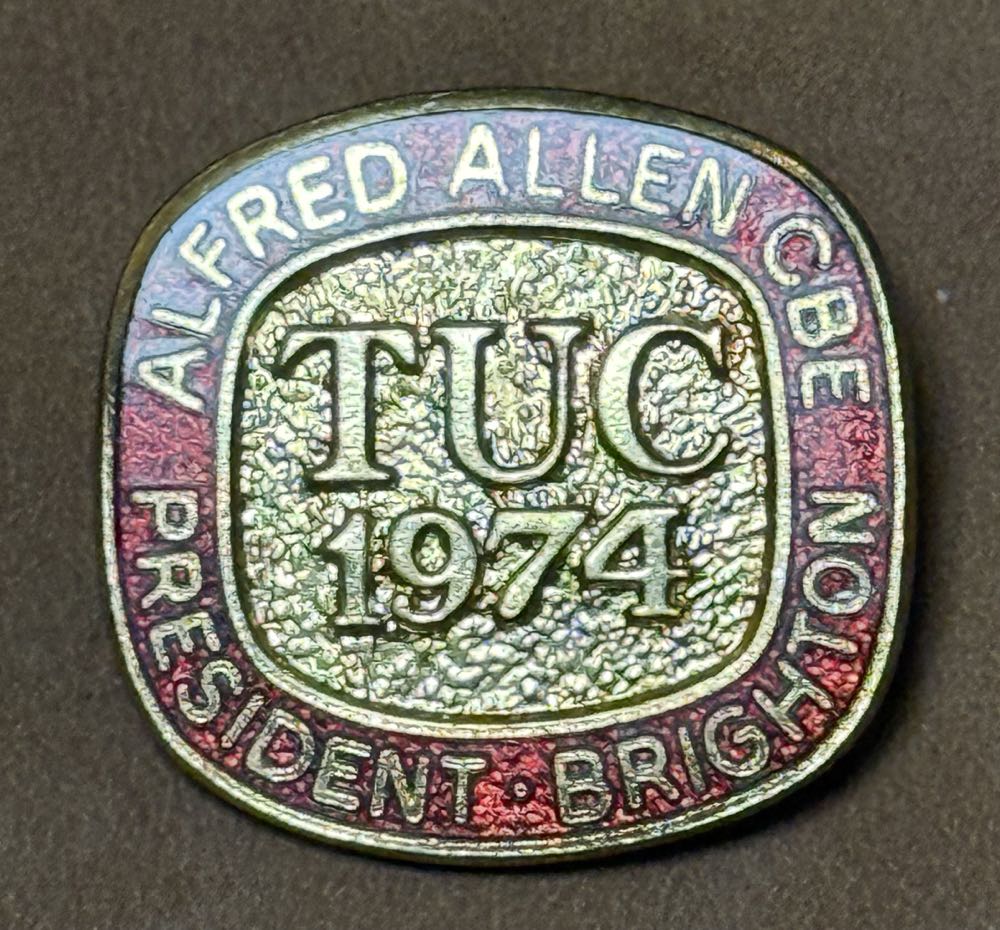 ALFRED ALLEN CBE
TUC
1974
PRESIDENT · BRIGHTON